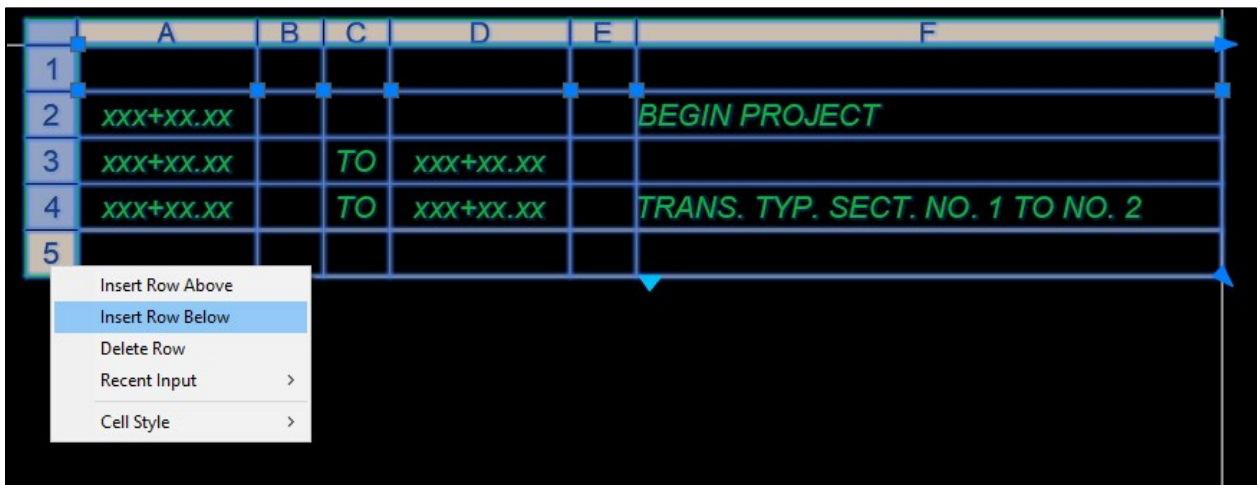 A B C D E F
1
2 xxx+xx.xx BEGIN PROJECT
3 xxx+xx.xx TO xxx+xx.xx
4 xxx+xx.xx TO xxx+xx.xx TRANS. TYP. SECT. NO. 1 TO NO. 2
5
Insert Row Above
Insert Row Below
Delete Row
Recent Input >
Cell Style >